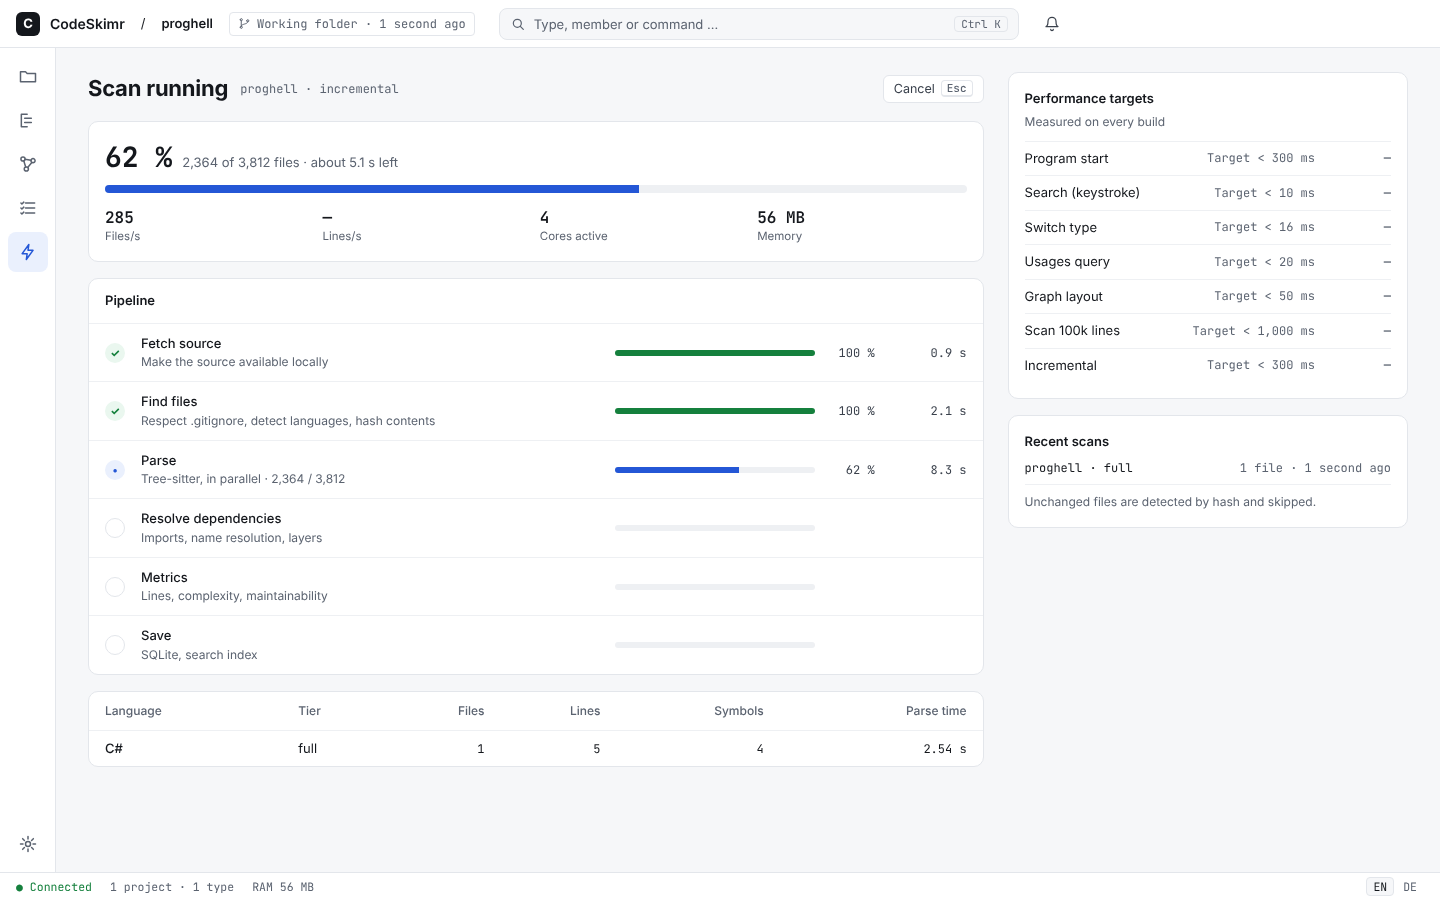 C CodeSkimr / proghell Working folder · 1 second ago Type, member or command ... Ctrl K
Scan running proghell · incremental Cancel Esc
62 % 2,364 of 3,812 files · about 5.1 s left
285 – 4 56 MB
Files/s Lines/s Cores active Memory
Pipeline
Fetch source
Make the source available locally
100 % 0.9 s
Find files
Respect .gitignore, detect languages, hash contents
100 % 2.1 s
Parse
Tree-sitter, in parallel · 2,364 / 3,812
62 % 8.3 s
Resolve dependencies
Imports, name resolution, layers
Metrics
Lines, complexity, maintainability
Save
SQLite, search index
Language Tier Files Lines Symbols Parse time
C# full 1 5 4 2.54 s
Performance targets
Measured on every build
Program start Target < 300 ms –
Search (keystroke) Target < 10 ms –
Switch type Target < 16 ms –
Usages query Target < 20 ms –
Graph layout Target < 50 ms –
Scan 100k lines Target < 1,000 ms –
Incremental Target < 300 ms –
Recent scans
proghell · full 1 file · 1 second ago
Unchanged files are detected by hash and skipped.
Connected 1 project · 1 type RAM 56 MB EN DE